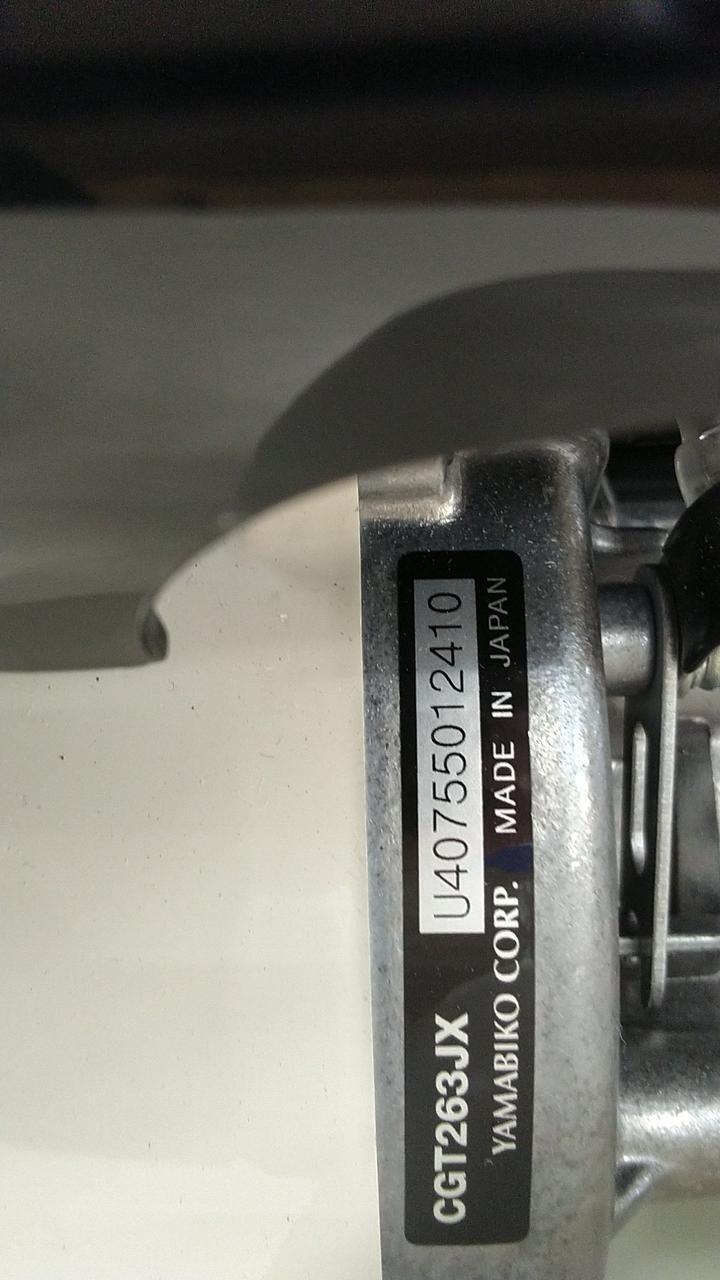 CGT263JX U40755012410
YAMABIKO CORP. MADE IN JAPAN